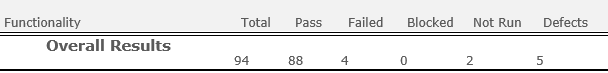 Functionality Total Pass Failed Blocked Not Run Defects
Overall Results
94 88 4 0 2 5